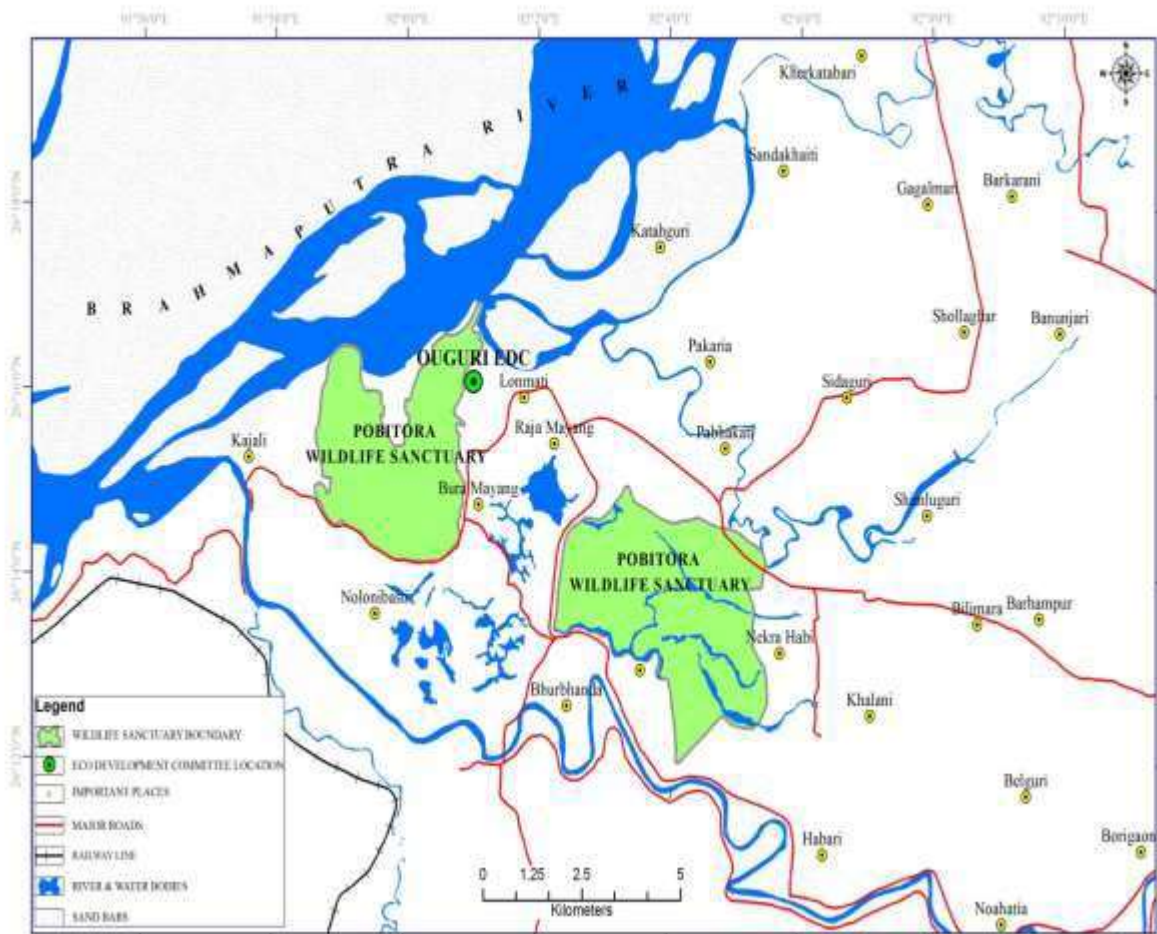 BRAHMAPUTRA RIVER
Kherkatabari
Sandakhaiti
Gagalmari
Barkarani
Katahguri
Shollaghar
Banunjari
OUGURI EDC
Pakaria
Lonmati
Sidaguri
POBITORA
WILDLIFE SANCTUARY
Raja Mayang
Pabhakati
Kajali
Bura Mayang
POBITORA
WILDLIFE SANCTUARY
Barhampur
Bilimara
Nekra Habi
Bhurbhanda
Khalani
Belguri
Habari
Borigaon
Noahatia
Legend
WILDLIFE SANCTUARY BOUNDARY
ECO DEVELOPMENT COMMITTEE LOCATION
IMPORTANT PLACES
MAJOR ROADS
RAILWAY LINE
RIVER & WATER BODIES
SAND BARS
0 1.25 2.5 5
Kilometers